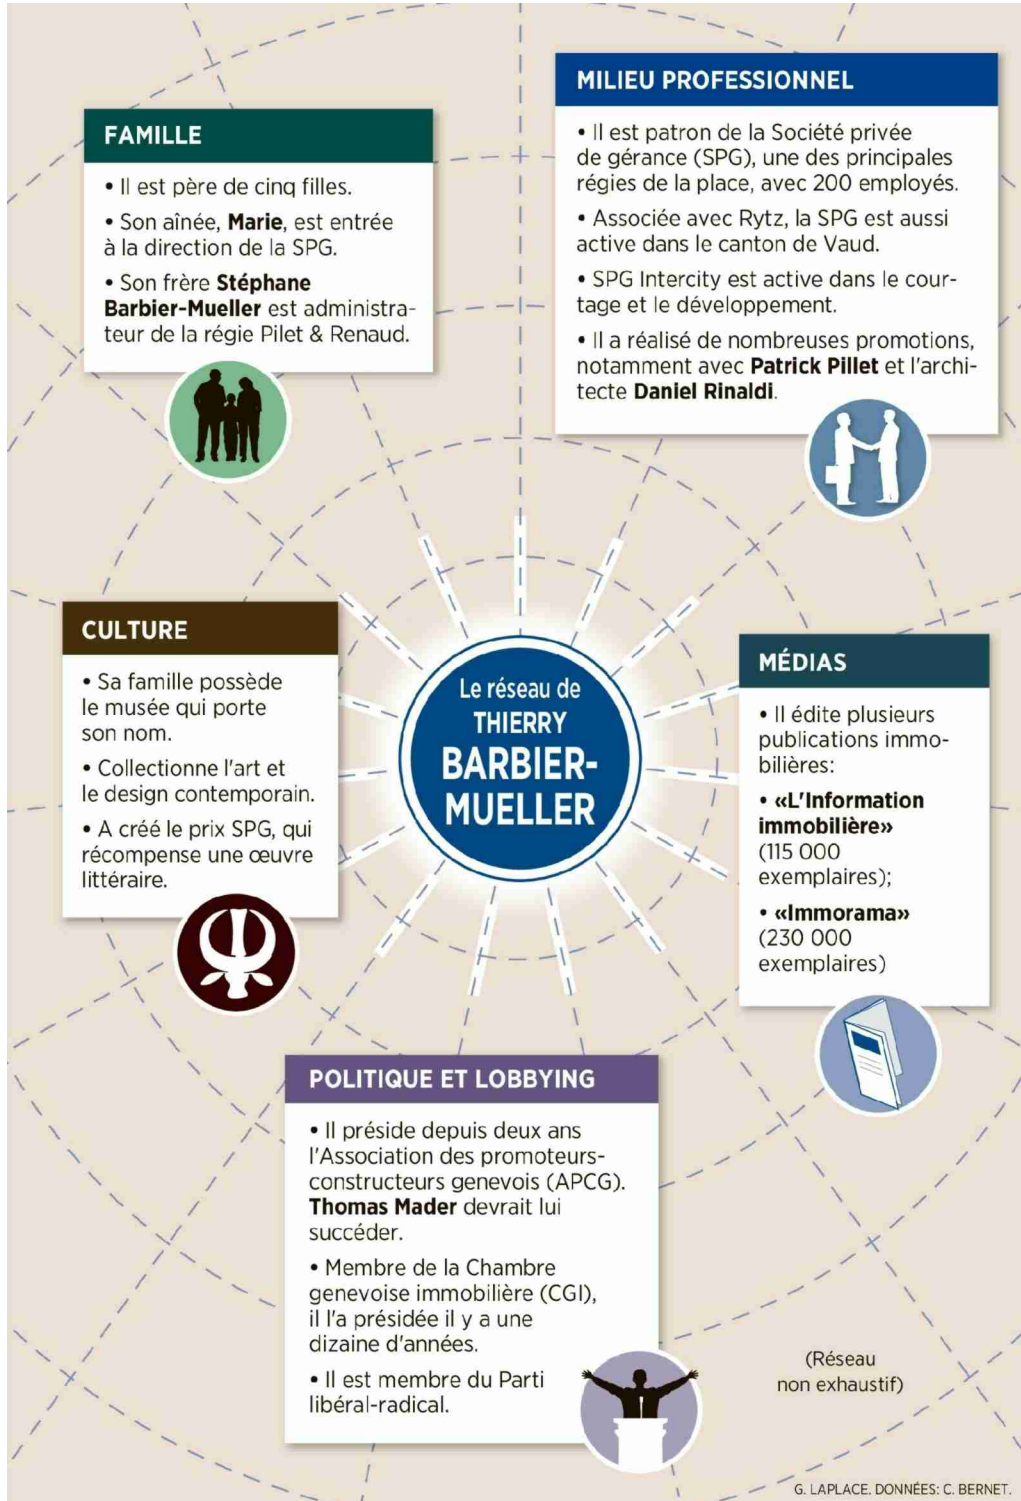 FAMILLE
• Il est père de cinq filles.
• Son aînée, Marie, est entrée
à la direction de la SPG.
• Son frère Stéphane
Barbier-Mueller est administra-
teur de la régie Pilet & Renaud.
MILIEU PROFESSIONNEL
• Il est patron de la Société privée
de gérance (SPG), une des principales
régies de la place, avec 200 employés.
• Associée avec Rytz, la SPG est aussi
active dans le canton de Vaud.
• SPG Intercity est active dans le cour-
tage et le développement.
• Il a réalisé de nombreuses promotions,
notamment avec Patrick Pillet et l'archi-
tecte Daniel Rinaldi.
CULTURE
• Sa famille possède
le musée qui porte
son nom.
• Collectionne l'art et
le design contemporain.
• A créé le prix SPG, qui
récompense une œuvre
littéraire.
Le réseau de
THIERRY
BARBIER-
MUELLER
MÉDIAS
• Il édite plusieurs
publications immo-
bilières:
• «L'Information
immobilière»
(115 000
exemplaires);
• «Immorama»
(230 000
exemplaires)
POLITIQUE ET LOBBYING
• Il préside depuis deux ans
l'Association des promoteurs-
constructeurs genevois (APCG).
Thomas Mader devrait lui
succéder.
• Membre de la Chambre
genevoise immobilière (CGI),
il l'a présidée il y a une
dizaine d'années.
• Il est membre du Parti
libéral-radical.
(Réseau
non exhaustif)
G. LAPLACE. DONNÉES: C. BERNET.